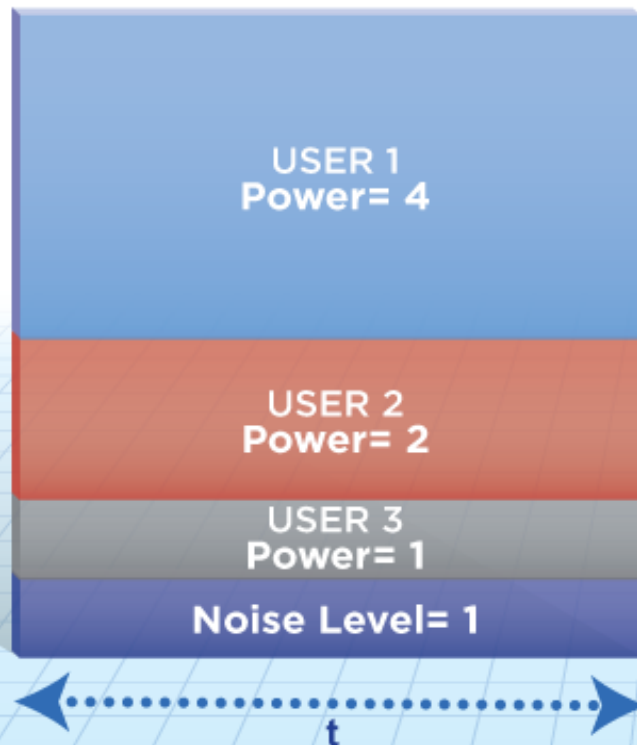 USER 1
Power= 4
USER 2
Power= 2
USER 3
Power= 1
Noise Level= 1
t